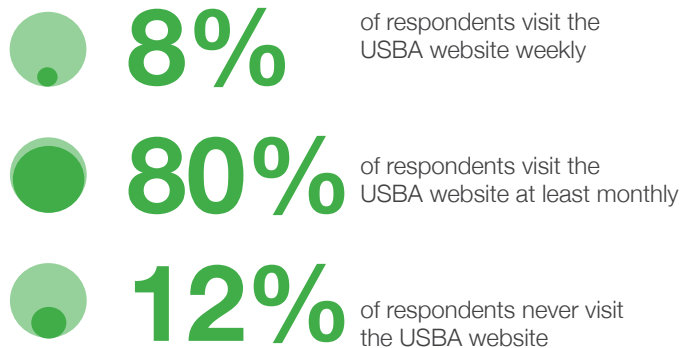 8%
of respondents visit the
USBA website weekly
80%
of respondents visit the
USBA website at least monthly
12%
of respondents never visit
the USBA website